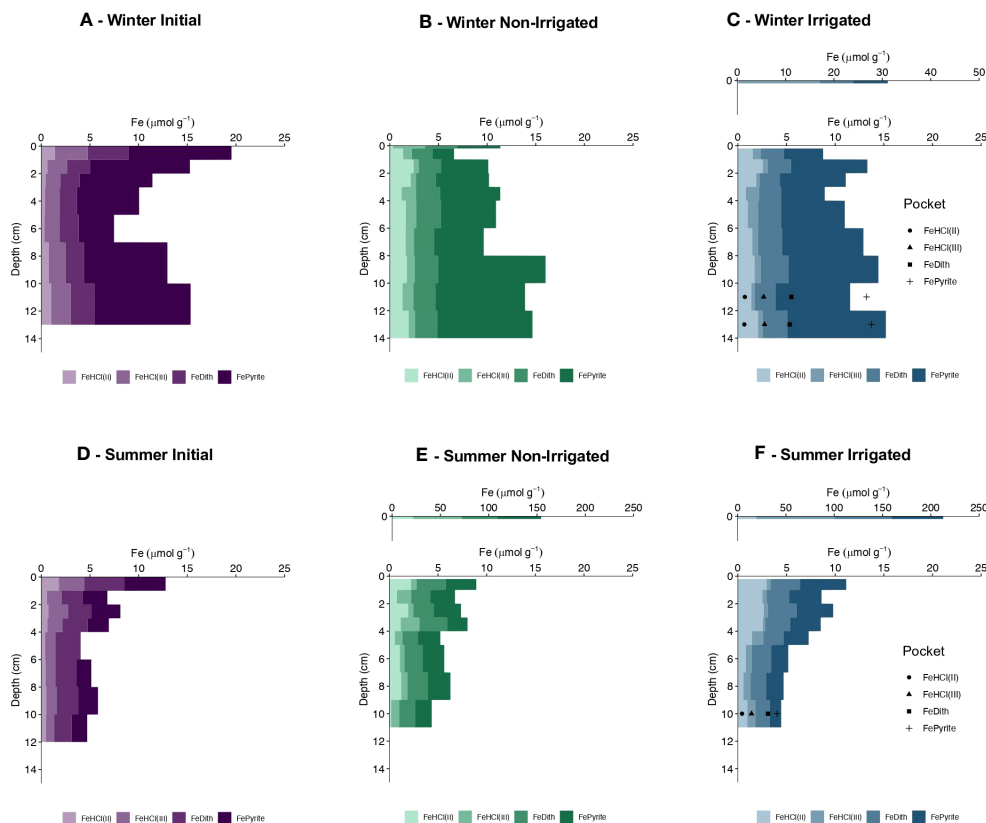 A - Winter Initial
B - Winter Non-Irrigated
C - Winter Irrigated
Fe (μmol g⁻¹)
0 10 20 30 40 50
0
Fe (μmol g⁻¹)
0 5 10 15 20 25
Fe (μmol g⁻¹)
0 5 10 15 20 25
Fe (μmol g⁻¹)
0 5 10 15 20 25
Depth (cm)
0
2
4
6
8
10
12
14
Depth (cm)
0
2
4
6
8
10
12
14
Depth (cm)
0
2
4
6
8
10
12
14
Pocket
FeHCl(II)
FeHCl(III)
FeDith
FePyrite
FeHCl(II) FeHCl(III) FeDith FePyrite
FeHCl(II) FeHCl(III) FeDith FePyrite
FeHCl(II) FeHCl(III) FeDith FePyrite
D - Summer Initial
E - Summer Non-Irrigated
F - Summer Irrigated
Fe (μmol g⁻¹)
0 50 100 150 200 250
0
Fe (μmol g⁻¹)
0 50 100 150 200 250
0
Fe (μmol g⁻¹)
0 5 10 15 20 25
Fe (μmol g⁻¹)
0 5 10 15 20 25
Fe (μmol g⁻¹)
0 5 10 15 20 25
Depth (cm)
0
2
4
6
8
10
12
14
Depth (cm)
0
2
4
6
8
10
12
14
Depth (cm)
0
2
4
6
8
10
12
14
Pocket
FeHCl(II)
FeHCl(III)
FeDith
FePyrite
FeHCl(II) FeHCl(III) FeDith FePyrite
FeHCl(II) FeHCl(III) FeDith FePyrite
FeHCl(II) FeHCl(III) FeDith FePyrite